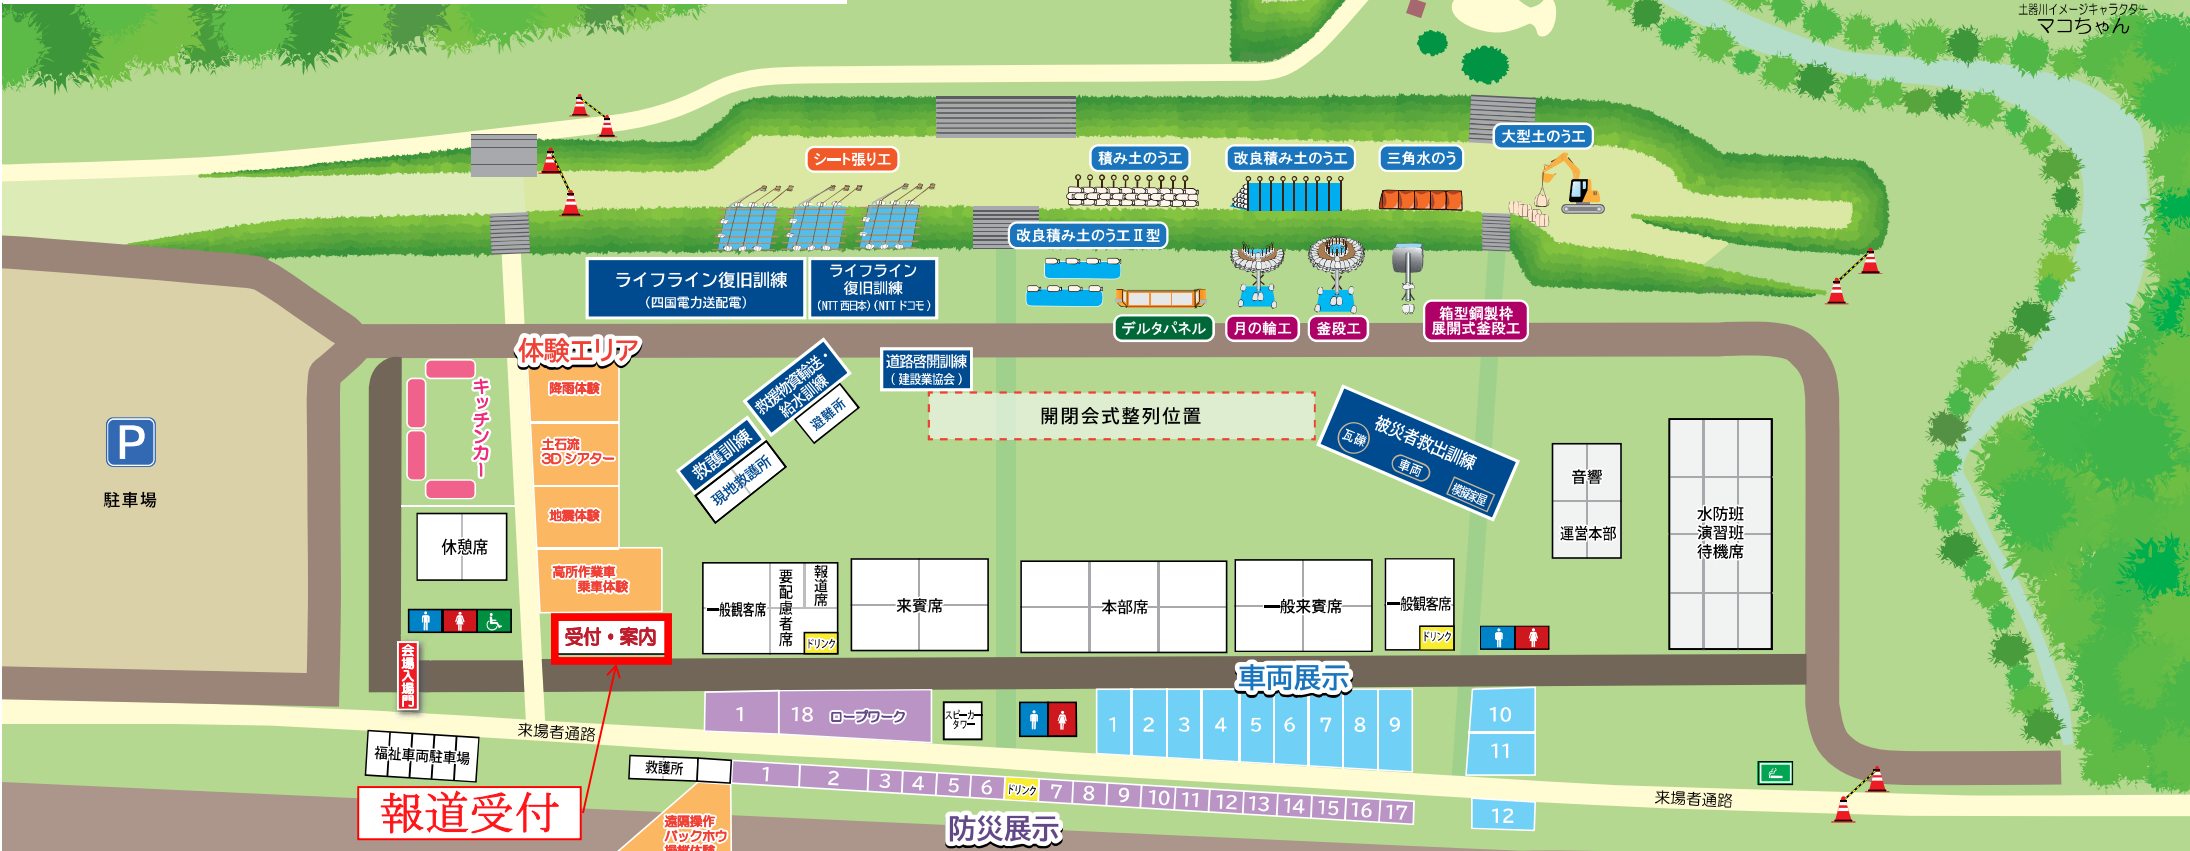 土器川イメージキャラクター
マコちゃん
大型土のう工
シート張り工
積み土のう工
改良積み土のう工
三角水のう
改良積み土のう工Ⅱ型
ライフライン復旧訓練
（四国電力送配電）
ライフライン
復旧訓練
（NTT 西日本）（NTT ドコモ）
デルタパネル
月の輪工
釜段工
箱型鋼製枠
展開式釜段工
体験エリア
降雨体験
土石流
3Dシアター
地震体験
高所作業車
乗車体験
キッチンカー
救援物資輸送・
給水訓練
避難所
道路啓開訓練
（建設業協会）
救護訓練
現地救護所
開閉会式整列位置
被災者救出訓練
瓦礫
車両
模擬家屋
P
駐車場
休憩席
音響
運営本部
水防班
演習班
待機席
受付・案内
一般観客席
要配慮者席
報道席
ドリンク
来賓席
本部席
一般来賓席
一般観客席
ドリンク
会場入場門
車両展示
1
18 ロープワーク
スピーカー
タワー
1
2
3
4
5
6
7
8
9
10
11
12
来場者通路
福祉車両駐車場
救護所
1
2
3
4
5
6
ドリンク
7
8
9
10
11
12
13
14
15
16
17
来場者通路
報道受付
防災展示
遠隔操作
バックホウ
操縦体験